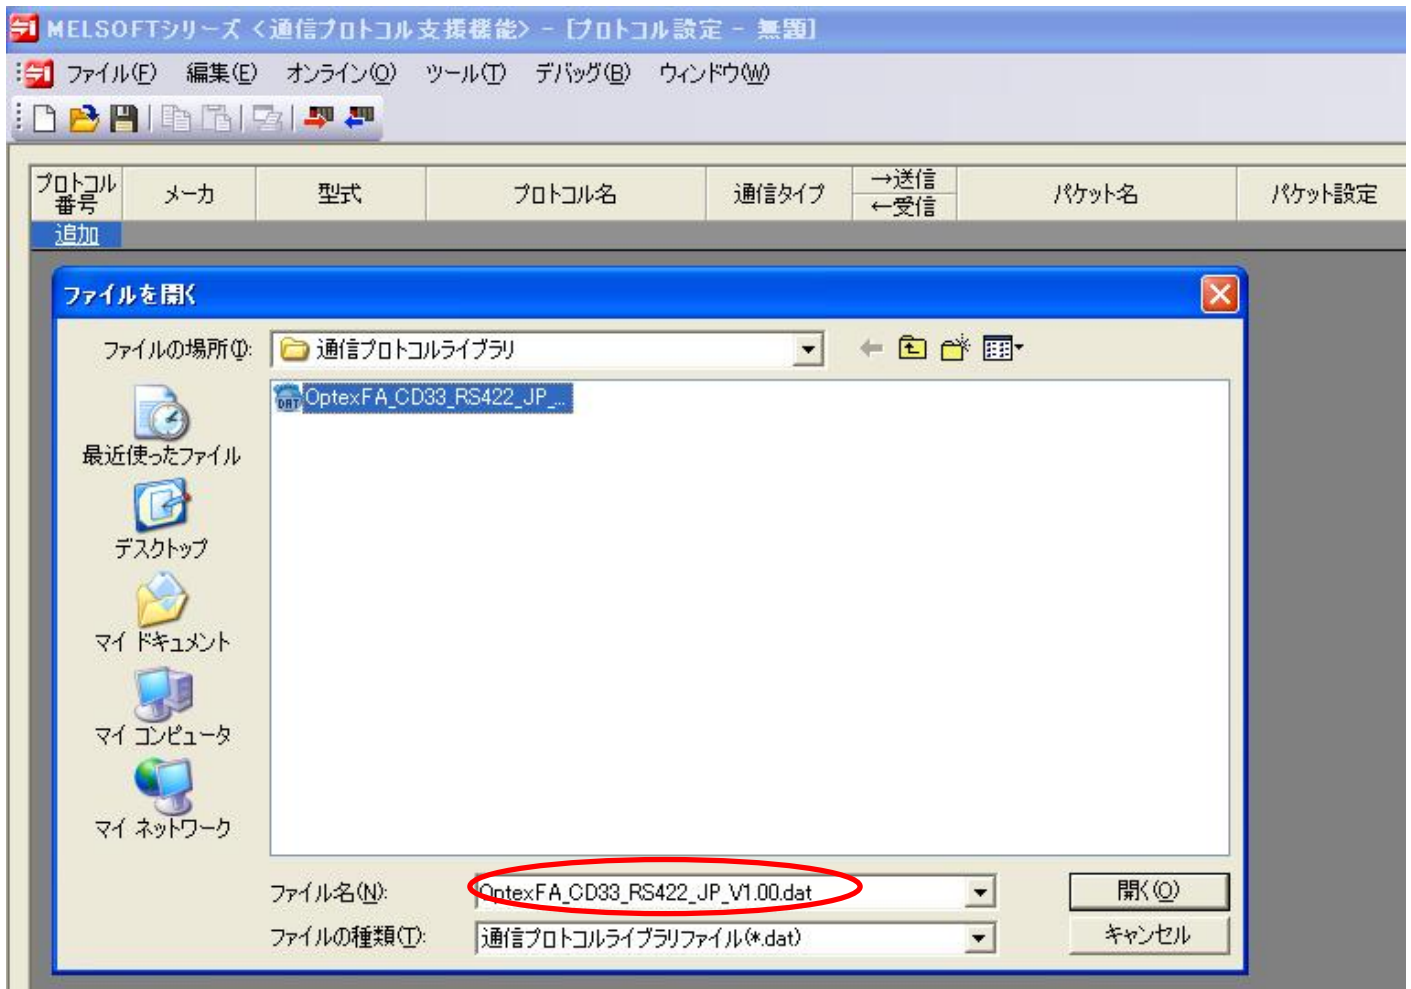 MELSOFTシリーズ <通信プロトコル支援機能> - [プロトコル設定 - 無題]
ファイル(F) 編集(E) オンライン(O) ツール(T) デバッグ(B) ウィンドウ(W)
プロトコル番号 メーカ 型式 プロトコル名 通信タイプ →送信 ←受信 パケット名 パケット設定
追加
ファイルを開く
ファイルの場所(I): 通信プロトコルライブラリ
OptexFA_CD33_RS422_JP_...
最近使ったファイル
デスクトップ
マイ ドキュメント
マイ コンピュータ
マイ ネットワーク
ファイル名(N): OptexFA_CD33_RS422_JP_V1.00.dat 開く(O)
ファイルの種類(T): 通信プロトコルライブラリファイル(*.dat) キャンセル